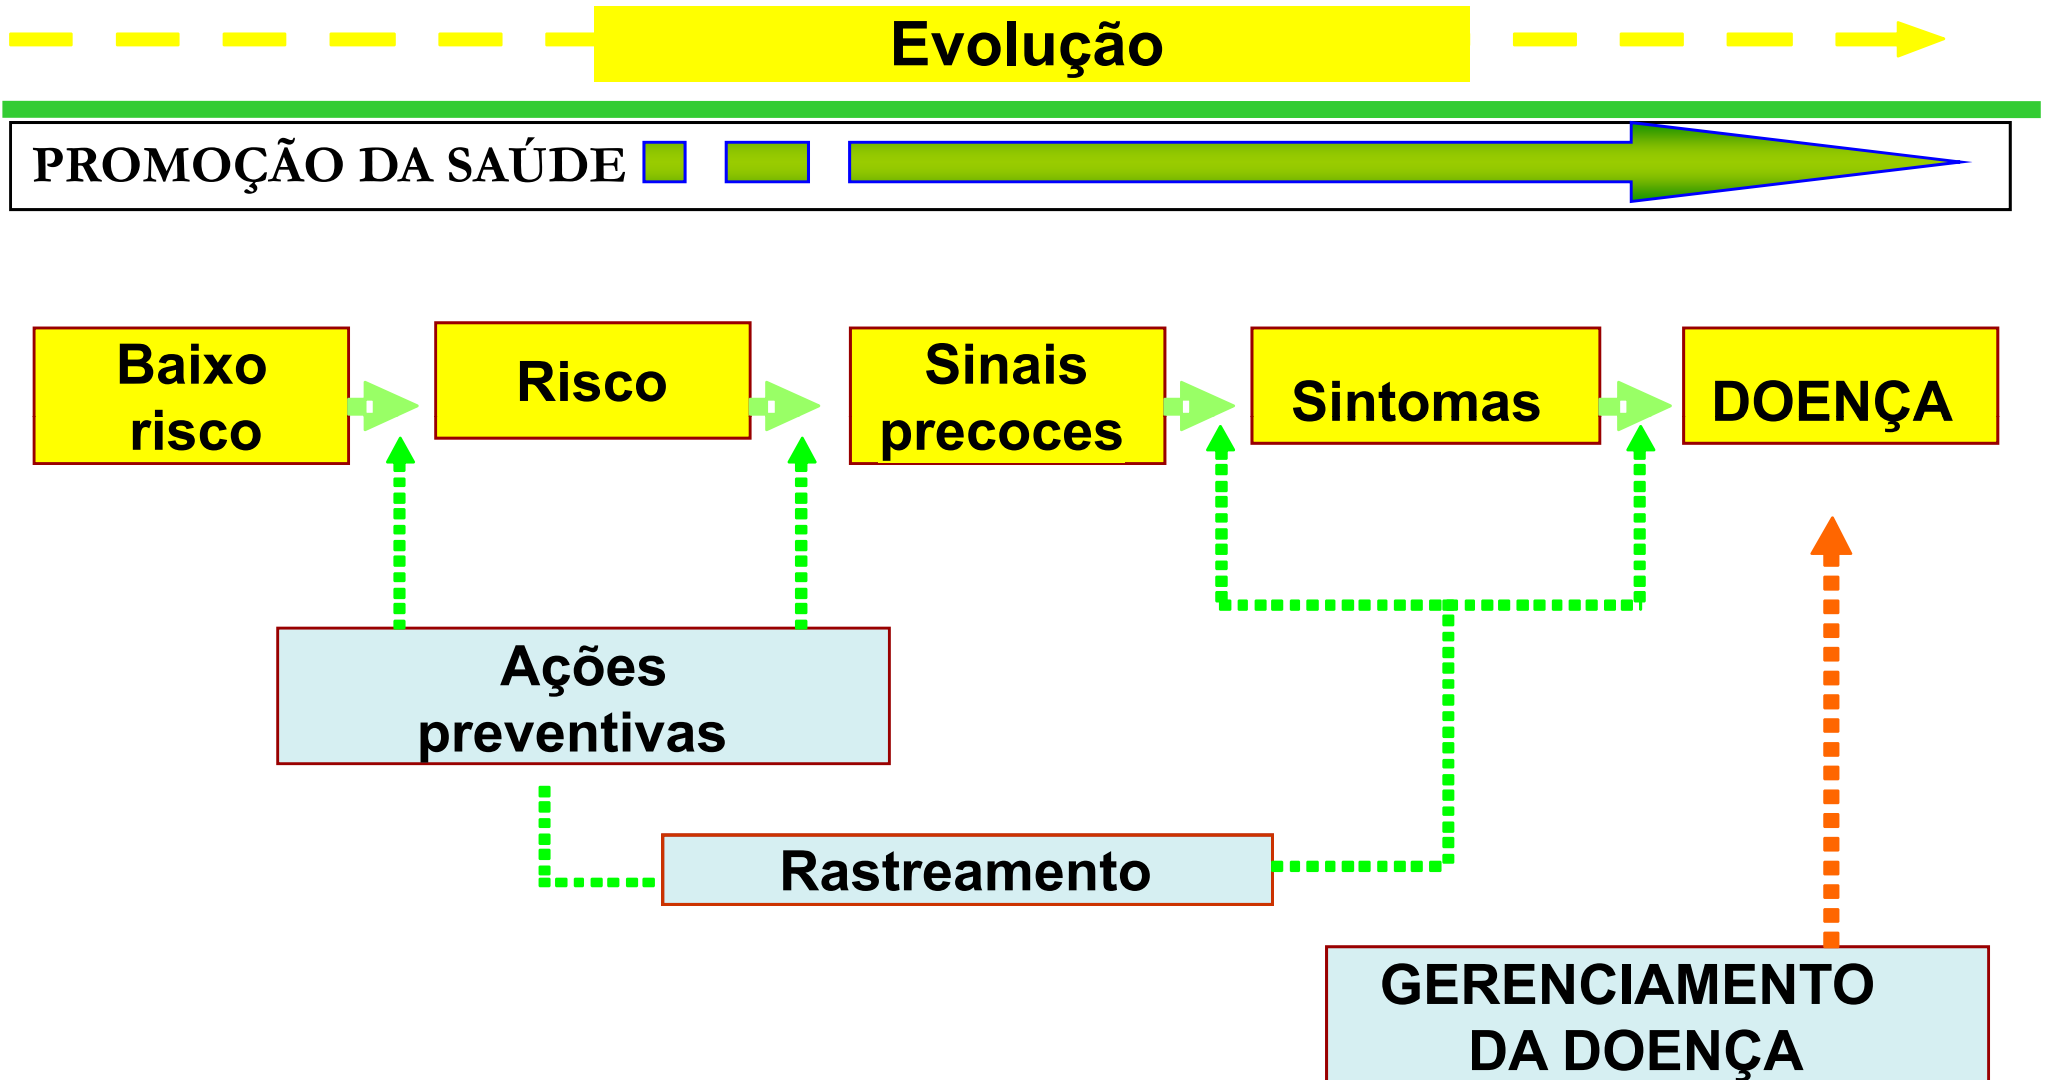 Evolução
PROMOÇÃO DA SAÚDE
Baixo
risco
Risco
Sinais
precoces
Sintomas
DOENÇA
Ações
preventivas
Rastreamento
GERENCIAMENTO
DA DOENÇA